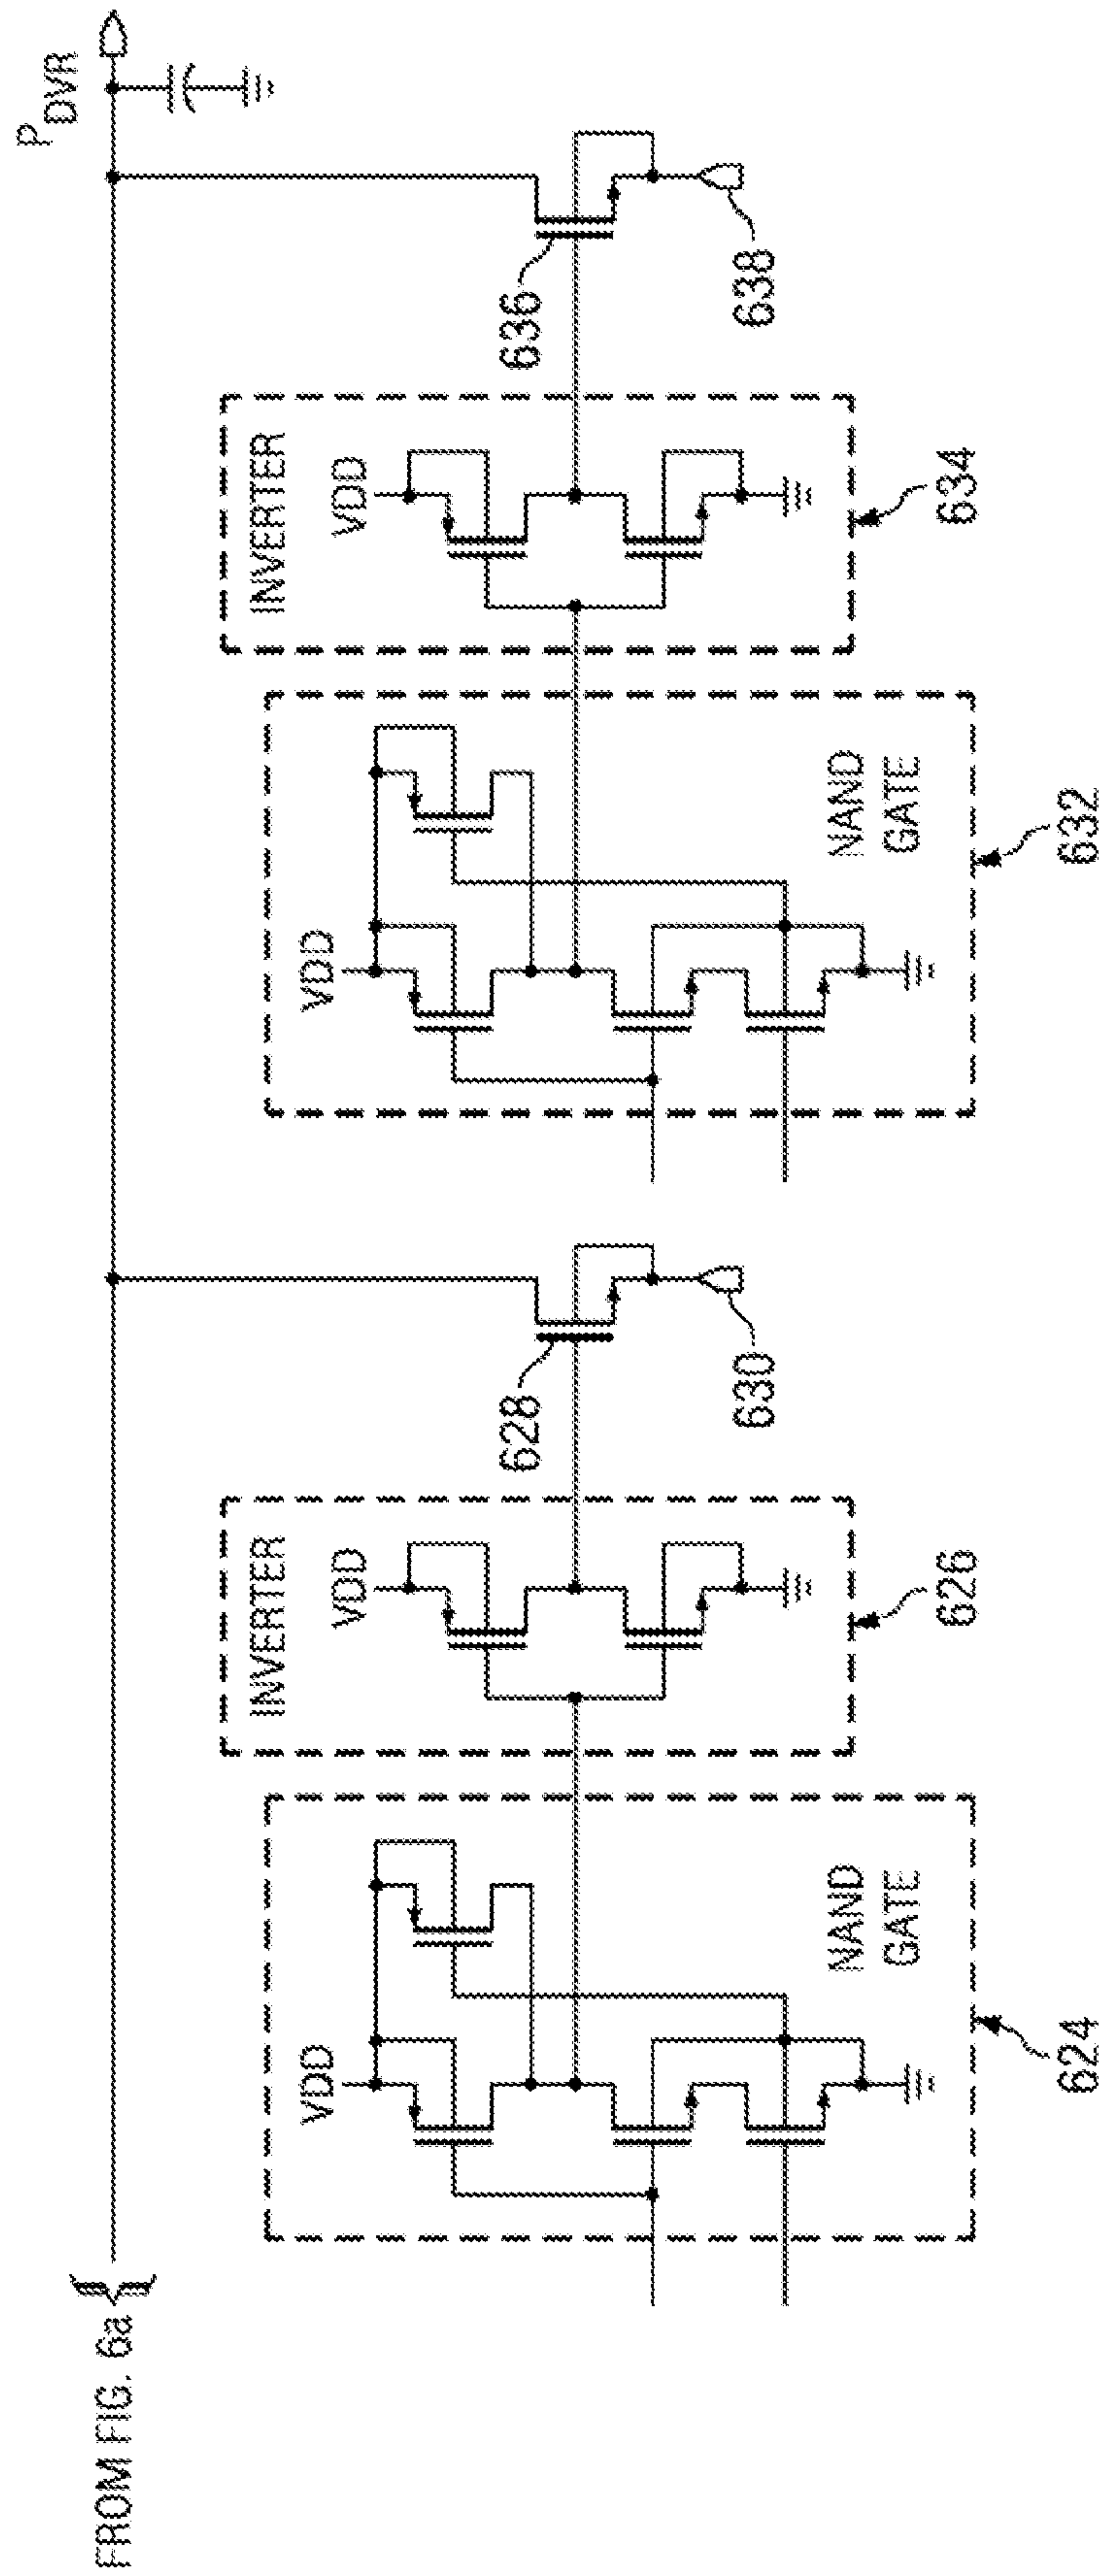 FROM FIG. 6a
P DVR
INVERTER
VDD
626
628
630
VDD
NAND
GATE
624
INVERTER
VDD
634
636
638
VDD
NAND
GATE
632